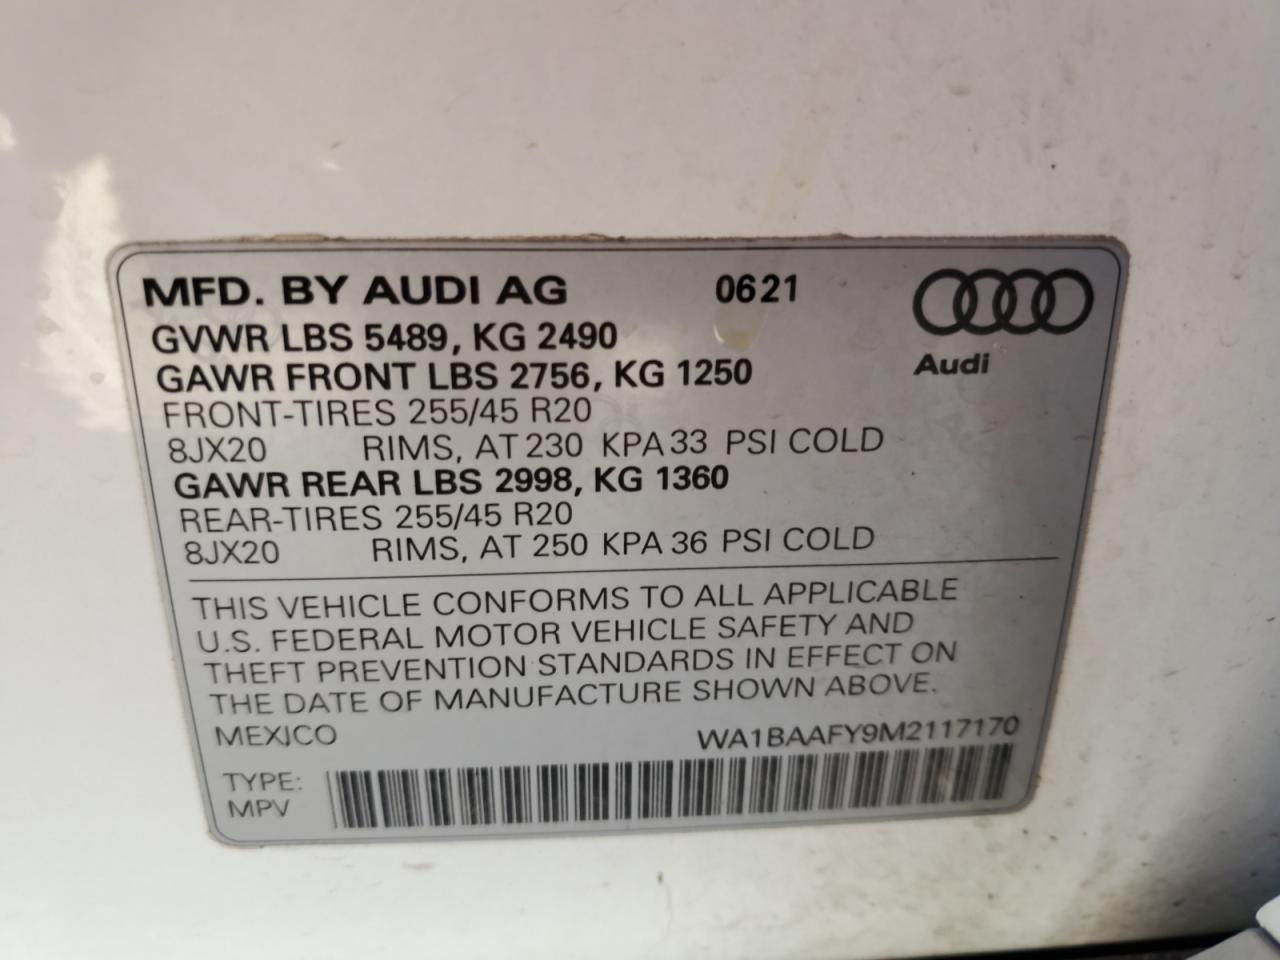 MFD. BY AUDI AG 0621
GVWR LBS 5489, KG 2490
GAWR FRONT LBS 2756, KG 1250
FRONT-TIRES 255/45 R20
8JX20 RIMS, AT 230 KPA 33 PSI COLD
GAWR REAR LBS 2998, KG 1360
REAR-TIRES 255/45 R20
8JX20 RIMS, AT 250 KPA 36 PSI COLD
Audi
THIS VEHICLE CONFORMS TO ALL APPLICABLE
U.S. FEDERAL MOTOR VEHICLE SAFETY AND
THEFT PREVENTION STANDARDS IN EFFECT ON
THE DATE OF MANUFACTURE SHOWN ABOVE.
MEXICO WA1BAAFY9M2117170
TYPE:
MPV